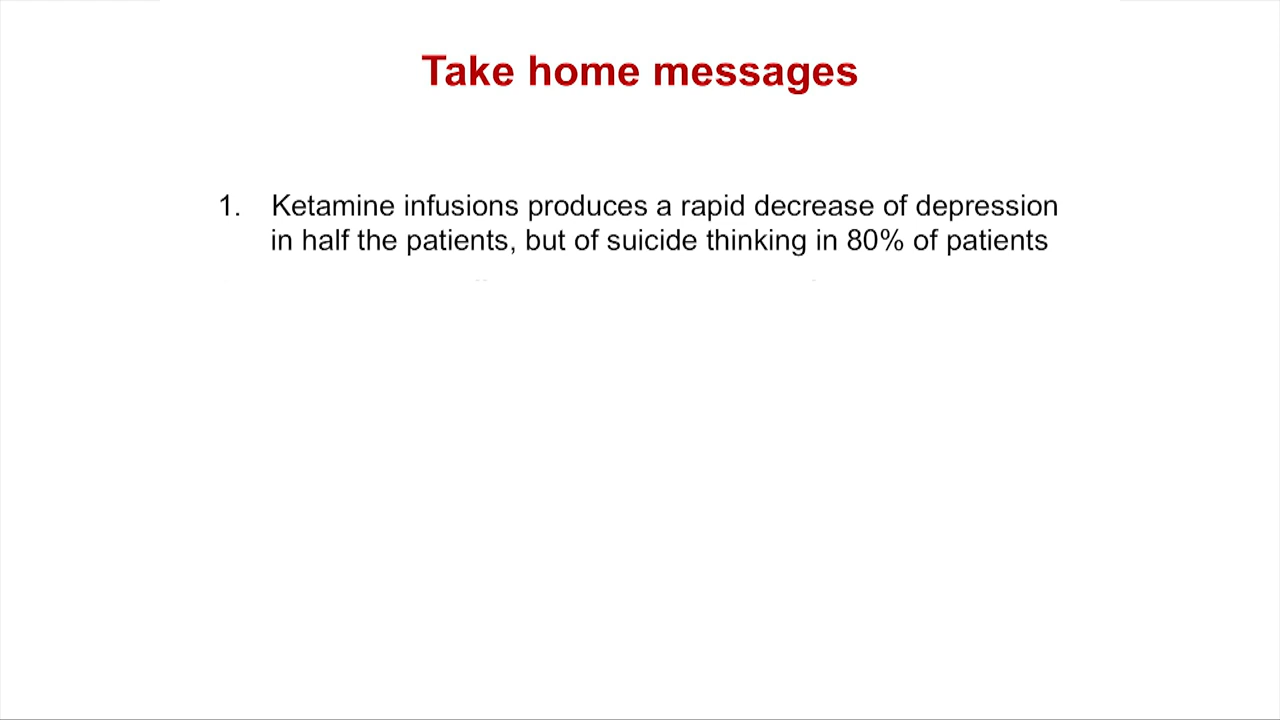 Take home messages
1. Ketamine infusions produces a rapid decrease of depression
in half the patients, but of suicide thinking in 80% of patients